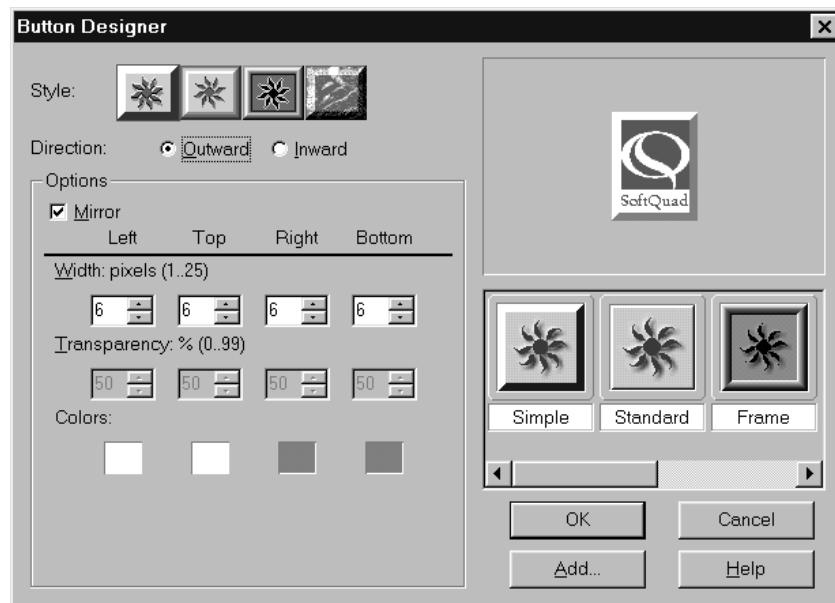 Button Designer
Style:
Direction: Outward Inward
Options
Mirror
Left Top Right Bottom
Width: pixels (1..25)
6 6 6 6
Transparency: % (0..99)
50 50 50 50
Colors:
SoftQuad
Simple Standard Frame
OK Cancel
Add... Help